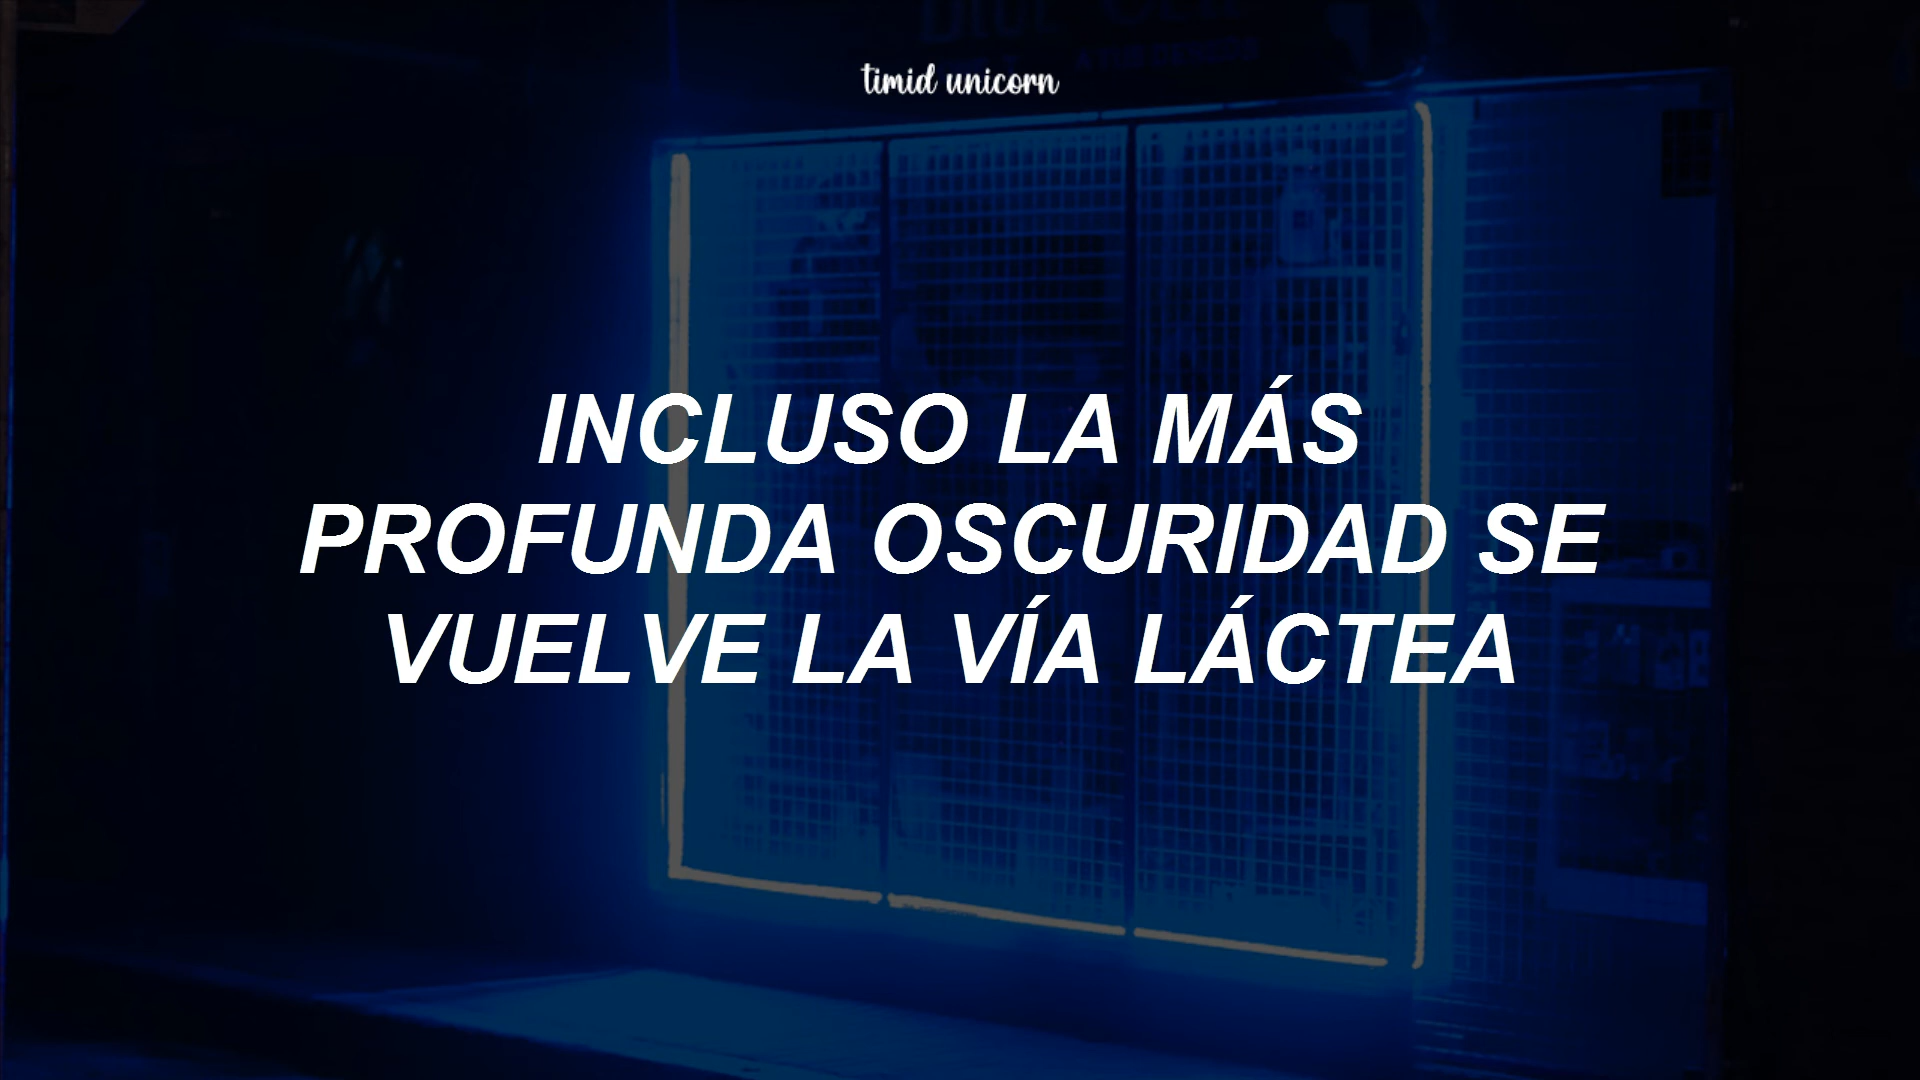 timid unicorn
INCLUSO LA MÁS
PROFUNDA OSCURIDAD SE
VUELVE LA VÍA LÁCTEA